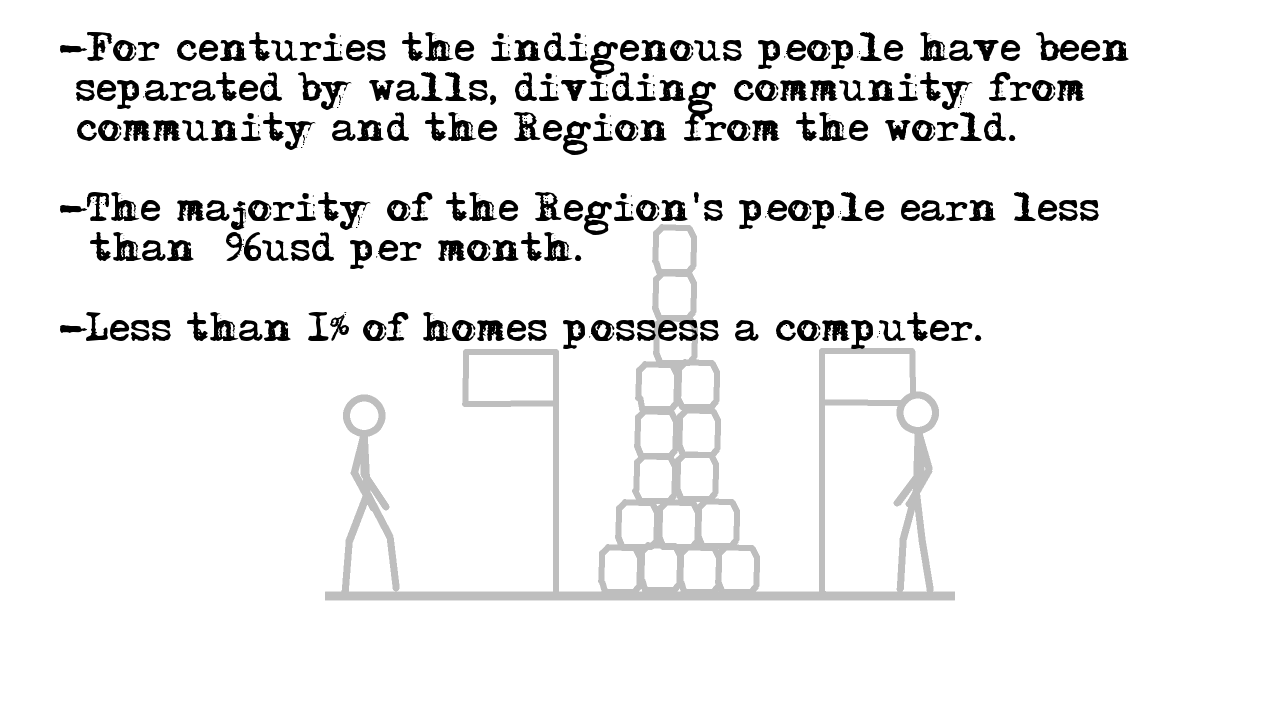 -For centuries the indigenous people have been
separated by walls, dividing community from
community and the Region from the world.
-The majority of the Region's people earn less
than 96usd per month.
-Less than 1% of homes possess a computer.